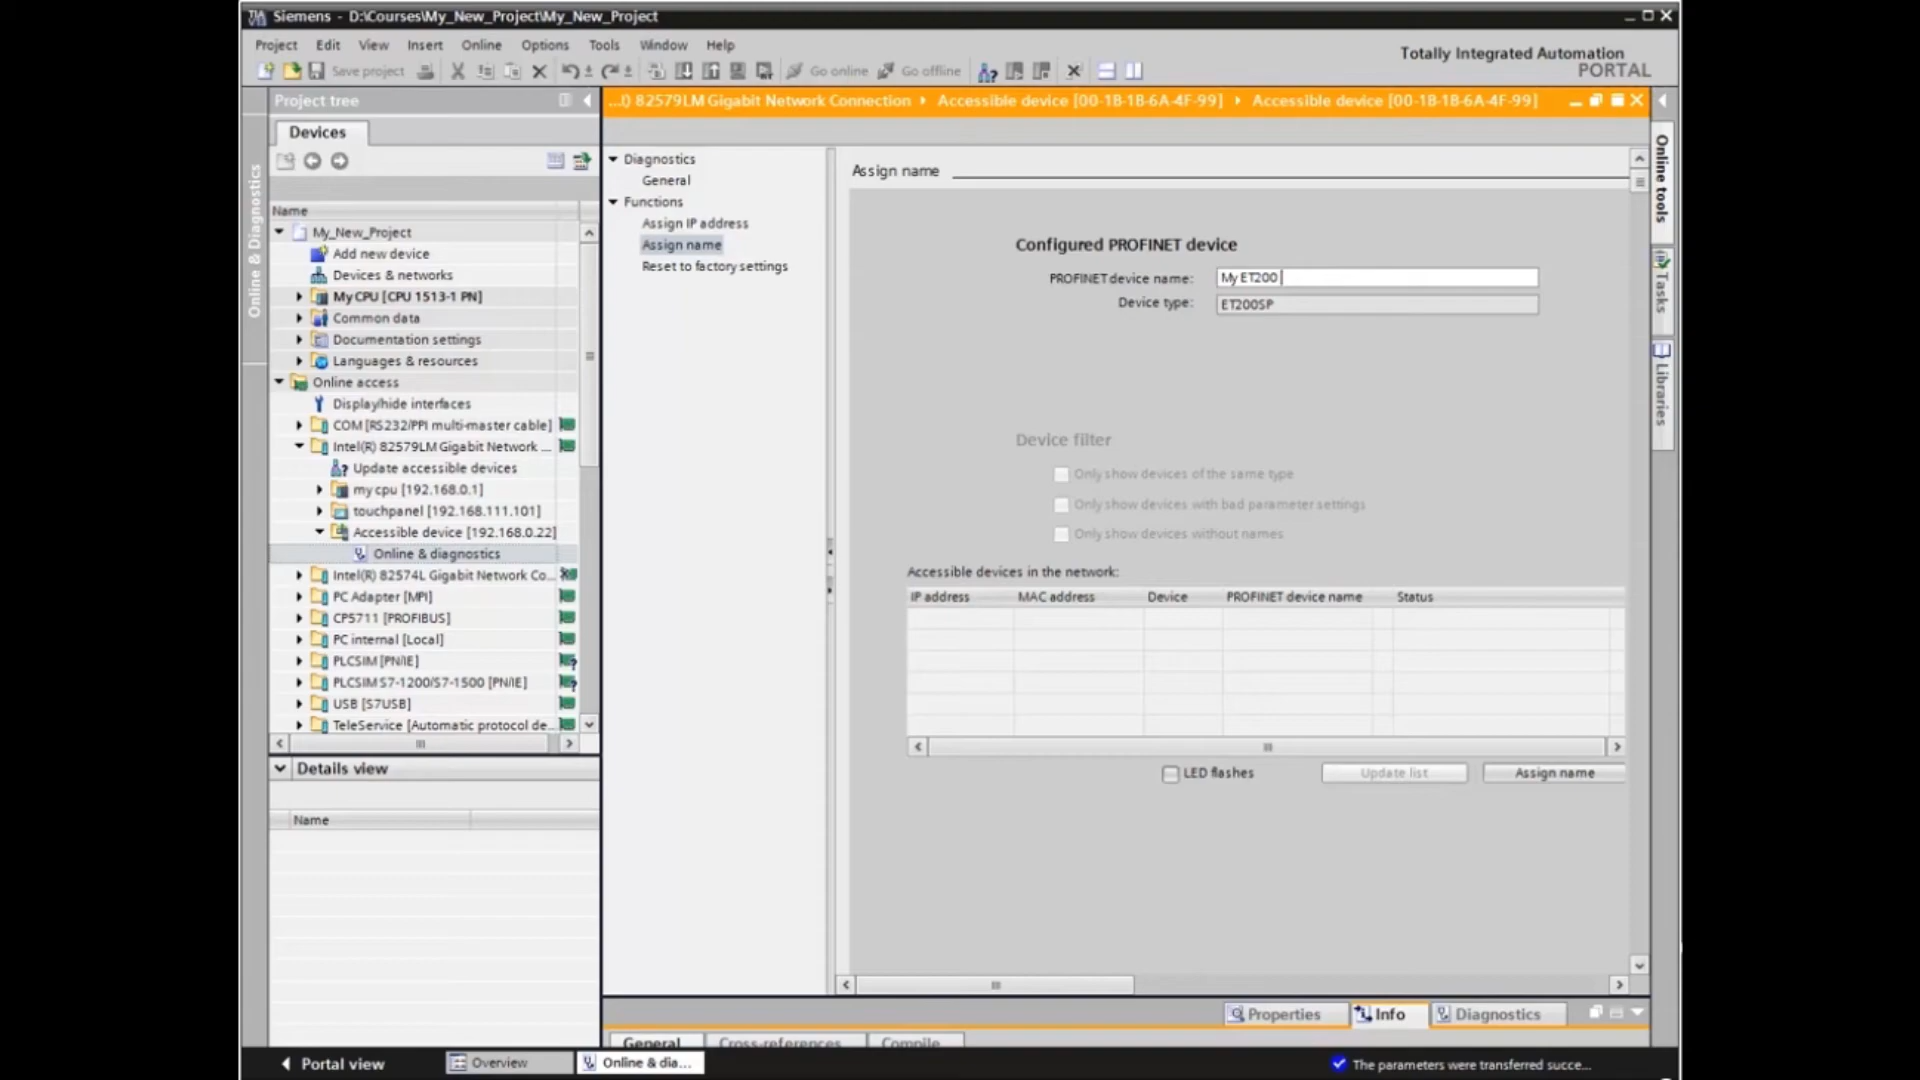 Siemens - D:\Courses\My_New_Project\My_New_Project
Project Edit View Insert Online Options Tools Window Help
Totally Integrated Automation
PORTAL
Save project
Go online
Go offline
Project tree
...l) 82579LM Gigabit Network Connection
Accessible device [00-1B-1B-6A-4F-99]
Accessible device [00-1B-1B-6A-4F-99]
Devices
Online & Diagnostics
Name
My_New_Project
Add new device
Devices & networks
My CPU [CPU 1513-1 PN]
Common data
Documentation settings
Languages & resources
Online access
Display/hide interfaces
COM [RS232/PPI multi-master cable]
Intel(R) 82579LM Gigabit Network ...
Update accessible devices
my cpu [192.168.0.1]
touchpanel [192.168.111.101]
Accessible device [192.168.0.22]
Online & diagnostics
Intel(R) 82574L Gigabit Network Co...
PC Adapter [MPI]
CP5711 [PROFIBUS]
PC internal [Local]
PLCSIM [PN/IE]
PLCSIM S7-1200/S7-1500 [PN/IE]
USB [S7USB]
TeleService [Automatic protocol de...
Details view
Name
Diagnostics
General
Functions
Assign IP address
Assign name
Reset to factory settings
Assign name
Configured PROFINET device
PROFINET device name: My ET200
Device type: ET200SP
Device filter
Only show devices of the same type
Only show devices with bad parameter settings
Only show devices without names
Accessible devices in the network:
IP address MAC address Device PROFINET device name Status
LED flashes
Update list
Assign name
Online tools
Tasks
Libraries
Properties
Info
Diagnostics
General
Cross-references
Compile
Portal view
Overview
Online & dia...
The parameters were transferred succe...